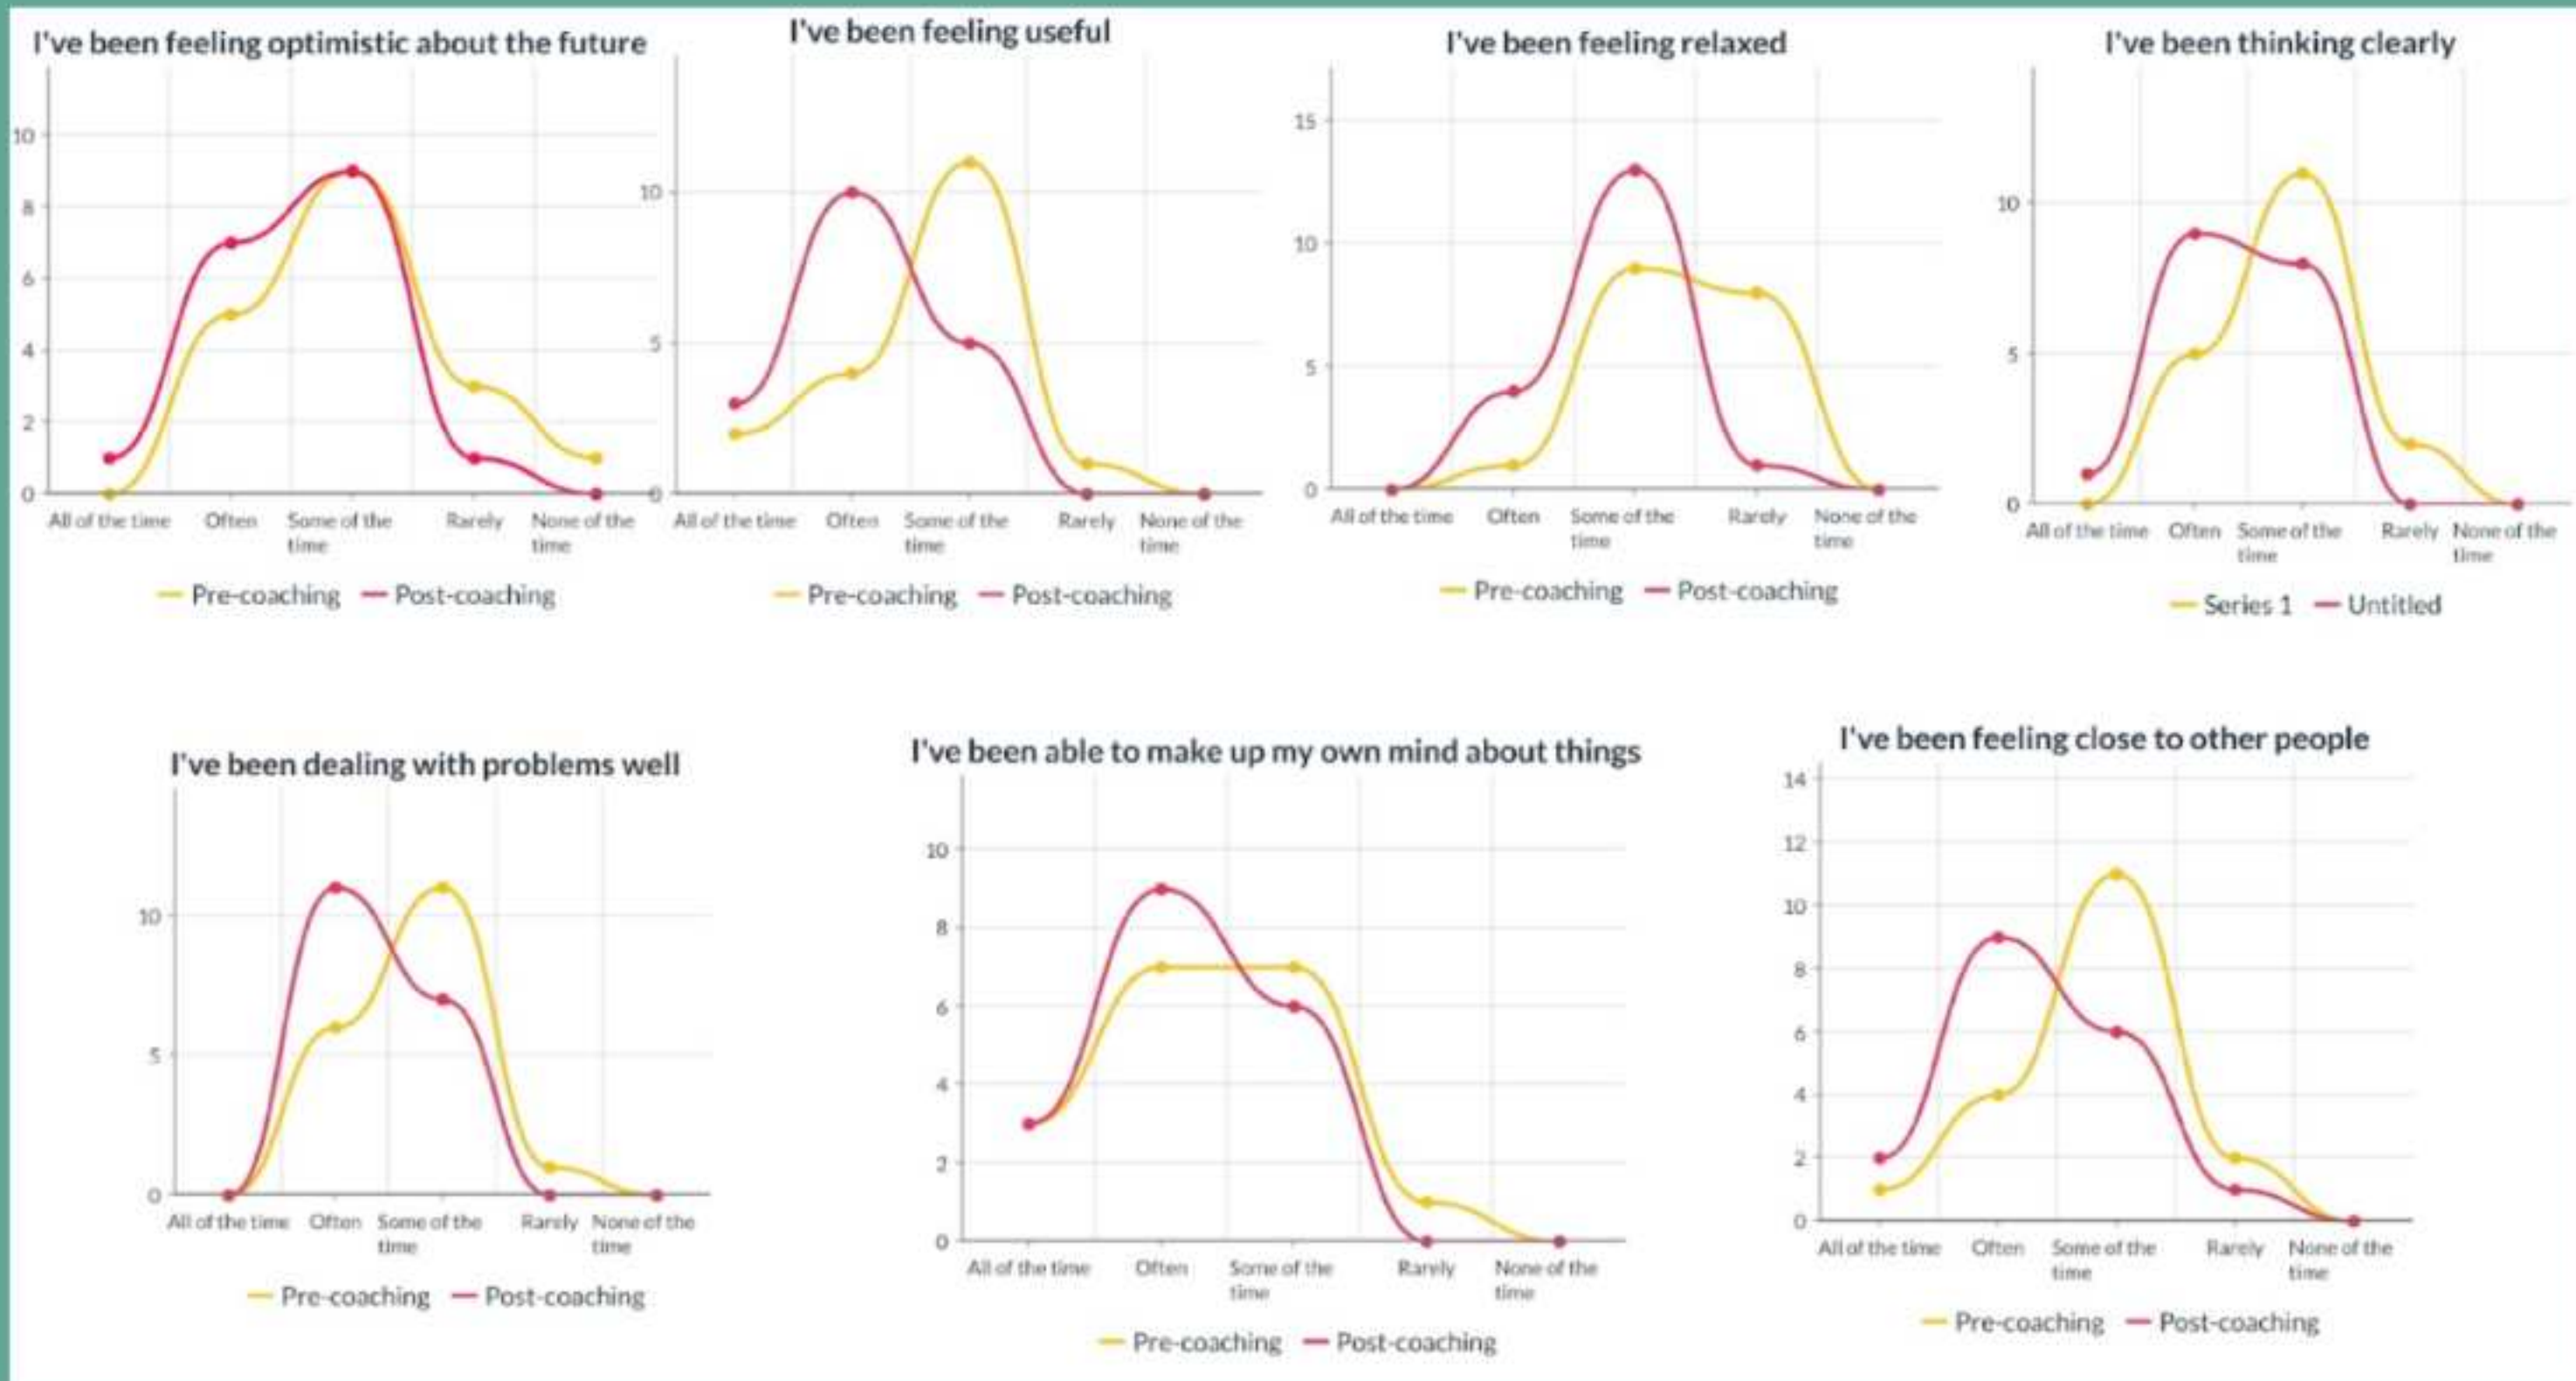 I've been feeling optimistic about the future
10
8
6
4
2
0
All of the time Often Some of the Rarely None of the
time time
Pre-coaching Post-coaching
I've been feeling useful
10
5
0
All of the time Often Some of the Rarely None of the
time time
Pre-coaching Post-coaching
I've been feeling relaxed
15
10
5
0
All of the time Often Some of the Rarely None of the
time time
Pre-coaching Post-coaching
I've been thinking clearly
10
5
0
All of the time Often Some of the Rarely None of the
time time
Series 1 Untitled
I've been dealing with problems well
10
5
0
All of the time Often Some of the Rarely None of the
time time
Pre-coaching Post-coaching
I've been able to make up my own mind about things
10
8
6
4
2
0
All of the time Often Some of the Rarely None of the
time time
Pre-coaching Post-coaching
I've been feeling close to other people
14
12
10
8
6
4
2
0
All of the time Often Some of the Rarely None of the
time time
Pre-coaching Post-coaching